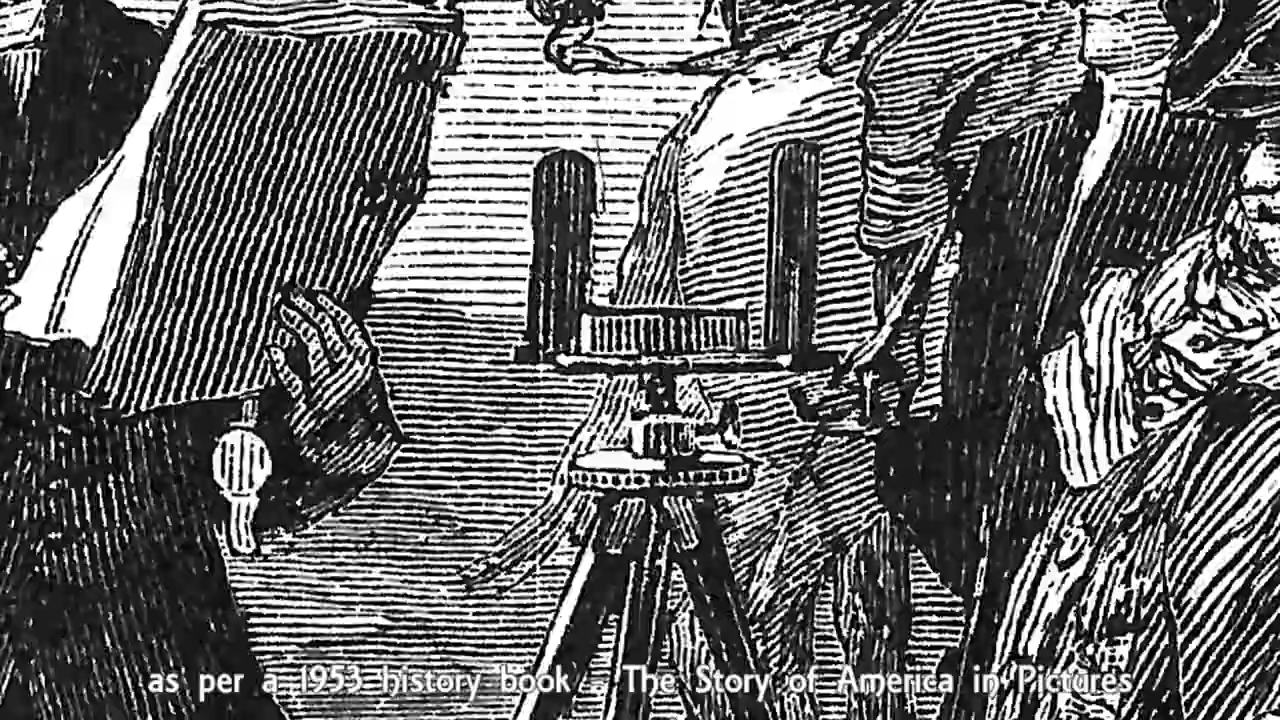 as per a 1953 history book . The Story of America in Pictures